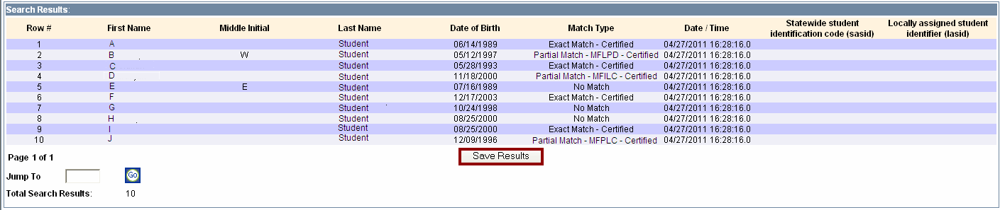 Search Results:
Row # First Name Middle Initial Last Name Date of Birth Match Type Date / Time Statewide student identification code (sasid) Locally assigned student identifier (lasid)
1 A Student 06/14/1989 Exact Match - Certified 04/27/2011 16:28:16.0
2 B W Student 05/12/1997 Partial Match - MFLPD - Certified 04/27/2011 16:28:16.0
3 C Student 05/28/1993 Exact Match - Certified 04/27/2011 16:28:16.0
4 D Student 11/18/2000 Partial Match - MFILC - Certified 04/27/2011 16:28:16.0
5 E E Student 07/16/1989 No Match 04/27/2011 16:28:16.0
6 F Student 12/17/2003 Exact Match - Certified 04/27/2011 16:28:16.0
7 G Student 10/24/1998 No Match 04/27/2011 16:28:16.0
8 H Student 08/25/2000 No Match 04/27/2011 16:28:16.0
9 I Student 08/25/2000 Exact Match - Certified 04/27/2011 16:28:16.0
10 J Student 12/09/1996 Partial Match - MFPLC - Certified 04/27/2011 16:28:16.0
Page 1 of 1 Save Results
Jump To Go
Total Search Results: 10